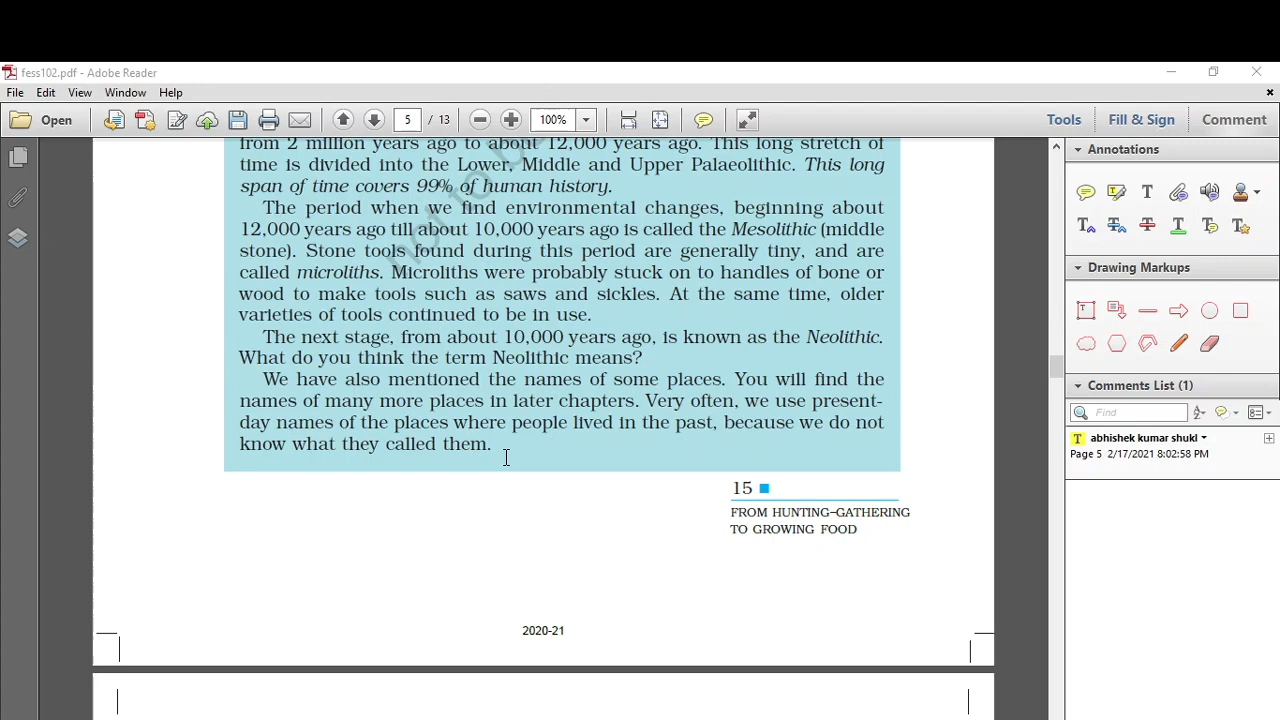 fess102.pdf - Adobe Reader
File Edit View Window Help
Open 5 / 13 100% Tools Fill & Sign Comment
from 2 million years ago to about 12,000 years ago. This long stretch of
time is divided into the Lower, Middle and Upper Palaeolithic. This long
span of time covers 99% of human history.
The period when we find environmental changes, beginning about
12,000 years ago till about 10,000 years ago is called the Mesolithic (middle
stone). Stone tools found during this period are generally tiny, and are
called microliths. Microliths were probably stuck on to handles of bone or
wood to make tools such as saws and sickles. At the same time, older
varieties of tools continued to be in use.
The next stage, from about 10,000 years ago, is known as the Neolithic.
What do you think the term Neolithic means?
We have also mentioned the names of some places. You will find the
names of many more places in later chapters. Very often, we use present-
day names of the places where people lived in the past, because we do not
know what they called them.
not to be
15
FROM HUNTING–GATHERING
TO GROWING FOOD
2020-21
Annotations
Drawing Markups
Comments List (1)
Find
abhishek kumar shukl
Page 5 2/17/2021 8:02:58 PM